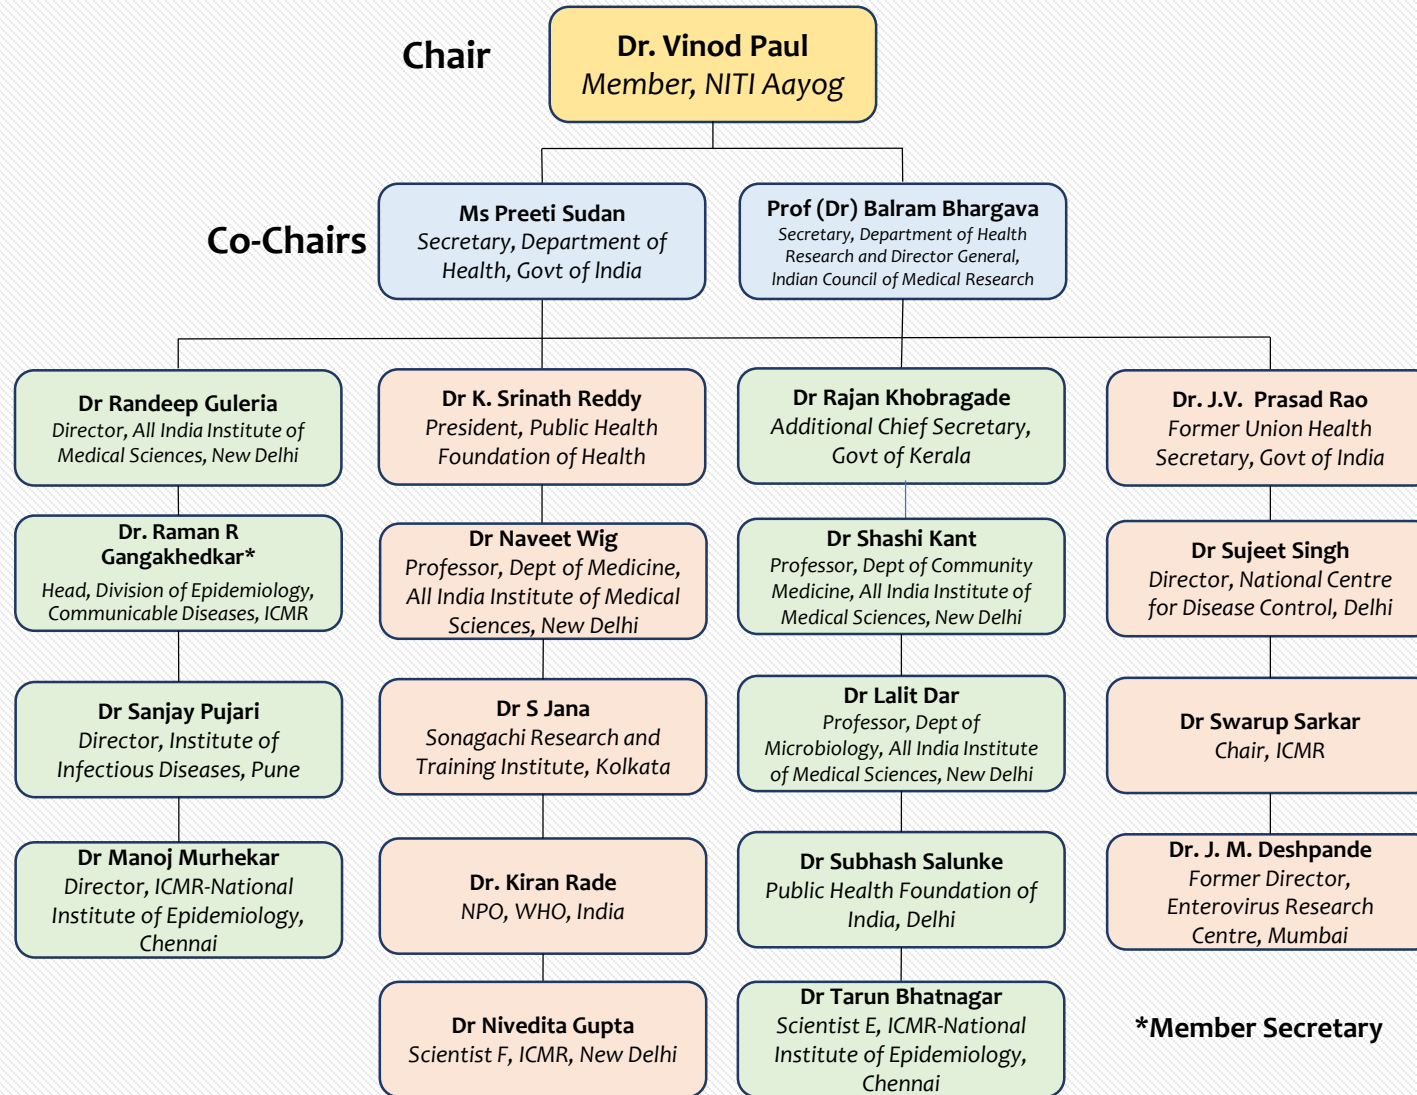 Chair
Dr. Vinod Paul
Member, NITI Aayog
Co-Chairs
Ms Preeti Sudan
Secretary, Department of
Health, Govt of India
Prof (Dr) Balram Bhargava
Secretary, Department of Health
Research and Director General,
Indian Council of Medical Research
Dr Randeep Guleria
Director, All India Institute of
Medical Sciences, New Delhi
Dr K. Srinath Reddy
President, Public Health
Foundation of Health
Dr Rajan Khobragade
Additional Chief Secretary,
Govt of Kerala
Dr. J.V. Prasad Rao
Former Union Health
Secretary, Govt of India
Dr. Raman R
Gangakhedkar*
Head, Division of Epidemiology,
Communicable Diseases, ICMR
Dr Naveet Wig
Professor, Dept of Medicine,
All India Institute of Medical
Sciences, New Delhi
Dr Shashi Kant
Professor, Dept of Community
Medicine, All India Institute of
Medical Sciences, New Delhi
Dr Sujeet Singh
Director, National Centre
for Disease Control, Delhi
Dr Sanjay Pujari
Director, Institute of
Infectious Diseases, Pune
Dr S Jana
Sonagachi Research and
Training Institute, Kolkata
Dr Lalit Dar
Professor, Dept of
Microbiology, All India Institute
of Medical Sciences, New Delhi
Dr Swarup Sarkar
Chair, ICMR
Dr Manoj Murhekar
Director, ICMR-National
Institute of Epidemiology,
Chennai
Dr. Kiran Rade
NPO, WHO, India
Dr Subhash Salunke
Public Health Foundation of
India, Delhi
Dr. J. M. Deshpande
Former Director,
Enterovirus Research
Centre, Mumbai
Dr Nivedita Gupta
Scientist F, ICMR, New Delhi
Dr Tarun Bhatnagar
Scientist E, ICMR-National
Institute of Epidemiology,
Chennai
*Member Secretary